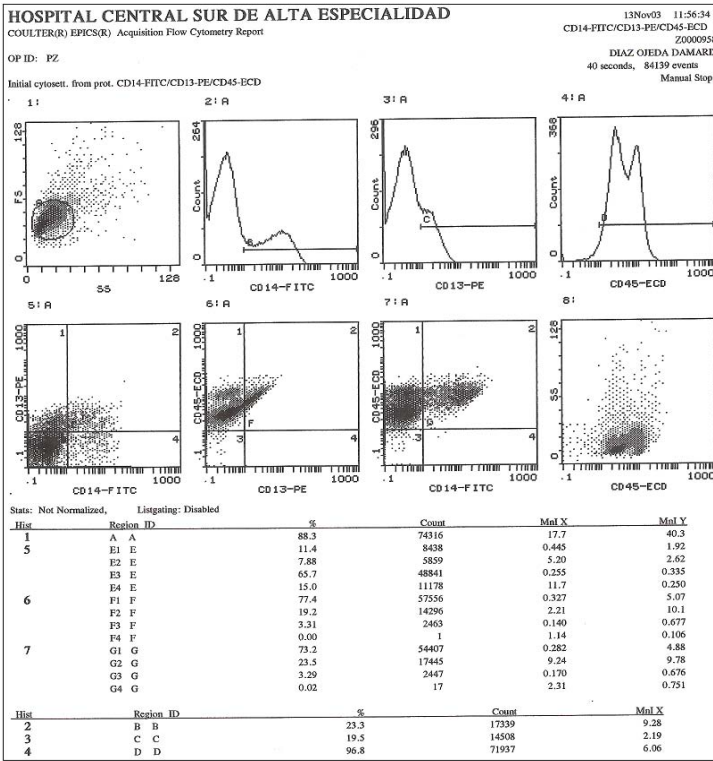 HOSPITAL CENTRAL SUR DE ALTA ESPECIALIDAD
COULTER(R) EPICS(R) Acquisition Flow Cytometry Report
13Nov03 11:56:34
CD14-FITC/CD13-PE/CD45-ECD
Z0000958
OP ID: PZ
DIAZ OJEDA DAMARI
40 seconds, 84139 events
Manual Stop
Initial cytosett. from prot. CD14-FITC/CD13-PE/CD45-ECD
1:
2: A
3: A
4: A
128
FS
0
0
SS
128
264
Count
0
B
.1
CD14-FITC
1000
296
Count
0
C
.1
CD13-PE
1000
368
Count
0
D
.1
CD45-ECD
1000
5: A
6: A
7: A
8:
1000
CD13-PE
.1
1
2
4
.1
CD14-FITC
1000
1000
CD45-ECD
.1
1
2
F
3
4
.1
CD13-PE
1000
1000
CD45-ECD
.1
1
2
3
4
.1
CD14-FITC
1000
128
SS
0
.1
CD45-ECD
1000
Stats: Not Normalized, Listgating: Disabled
Hist Region ID % Count MnI X MnI Y
1 A A 88.3 74316 17.7 40.3
5 E1 E 11.4 8438 0.445 1.92
E2 E 7.88 5859 5.20 2.62
E3 E 65.7 48841 0.255 0.335
E4 E 15.0 11178 11.7 0.250
6 F1 F 77.4 57556 0.327 5.07
F2 F 19.2 14296 2.21 10.1
F3 F 3.31 2463 0.140 0.677
F4 F 0.00 1 1.14 0.106
7 G1 G 73.2 54407 0.282 4.88
G2 G 23.5 17445 9.24 9.78
G3 G 3.29 2447 0.170 0.676
G4 G 0.02 17 2.31 0.751
Hist Region ID % Count MnI X
2 B B 23.3 17339 9.28
3 C C 19.5 14508 2.19
4 D D 96.8 71937 6.06